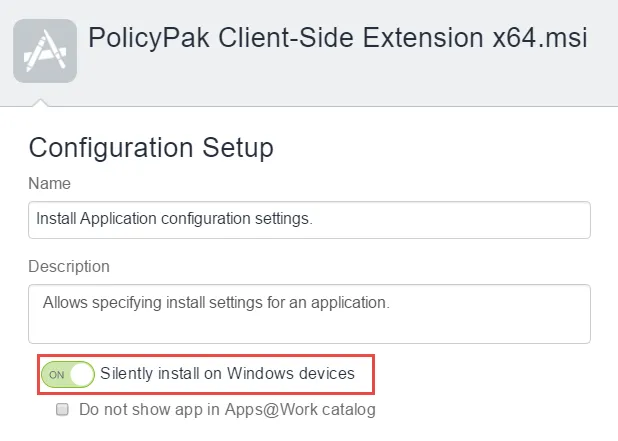 PolicyPak Client-Side Extension x64.msi
Configuration Setup
Name
Install Application configuration settings.
Description
Allows specifying install settings for an application.
ON Silently install on Windows devices
Do not show app in Apps@Work catalog